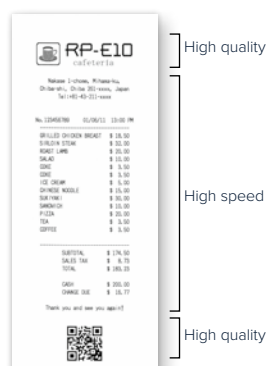 RP-E10
cafeteria
High quality
Nakase 1-chome, Mihama-ku,
Chiba-shi, Chiba 261-xxxx, Japan
Tel:+81-43-211-xxxx
No.123456789 01/06/11 13:00 PM
GRILLED CHICKEN BREAST $ 18.50
SIRLOIN STEAK $ 32.00
ROAST LAMB $ 20.00
SALAD $ 10.00
COKE $ 3.50
COKE $ 3.50
ICE CREAM $ 5.00
CHINESE NOODLE $ 15.00
SUKIYAKI $ 30.00
SANDWICH $ 10.00
PIZZA $ 20.00
TEA $ 3.50
COFFEE $ 3.50
High speed
SUBTOTAL $ 174.50
SALES TAX $ 8.73
TOTAL $ 183.23
CASH $ 200.00
CHANGE DUE $ 16.77
Thank you and see you again!
High quality